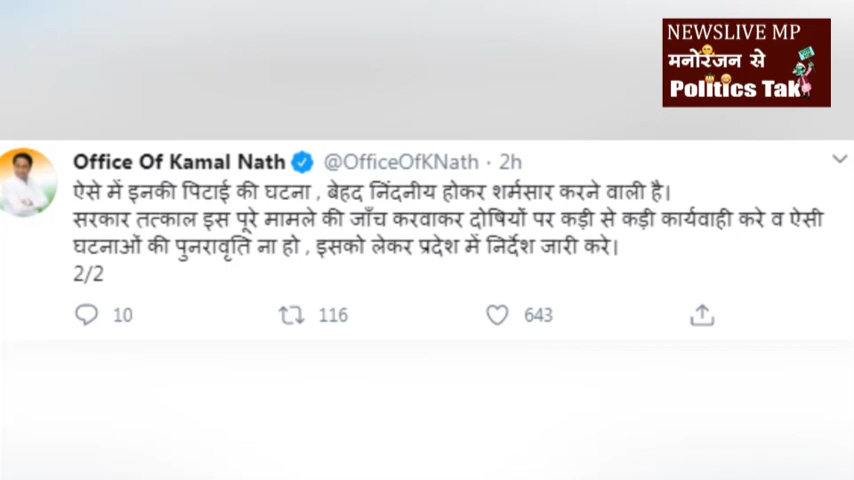 NEWSLIVE MP
मनोरंजन से
Politics Tak
Office Of Kamal Nath @OfficeOfKNath · 2h
ऐसे में इनकी पिटाई की घटना , बेहद निंदनीय होकर शर्मसार करने वाली है।
सरकार तत्काल इस पूरे मामले की जाँच करवाकर दोषियों पर कड़ी से कड़ी कार्यवाही करे व ऐसी
घटनाओं की पुनरावृति ना हो , इसको लेकर प्रदेश में निर्देश जारी करे।
2/2
10 116 643